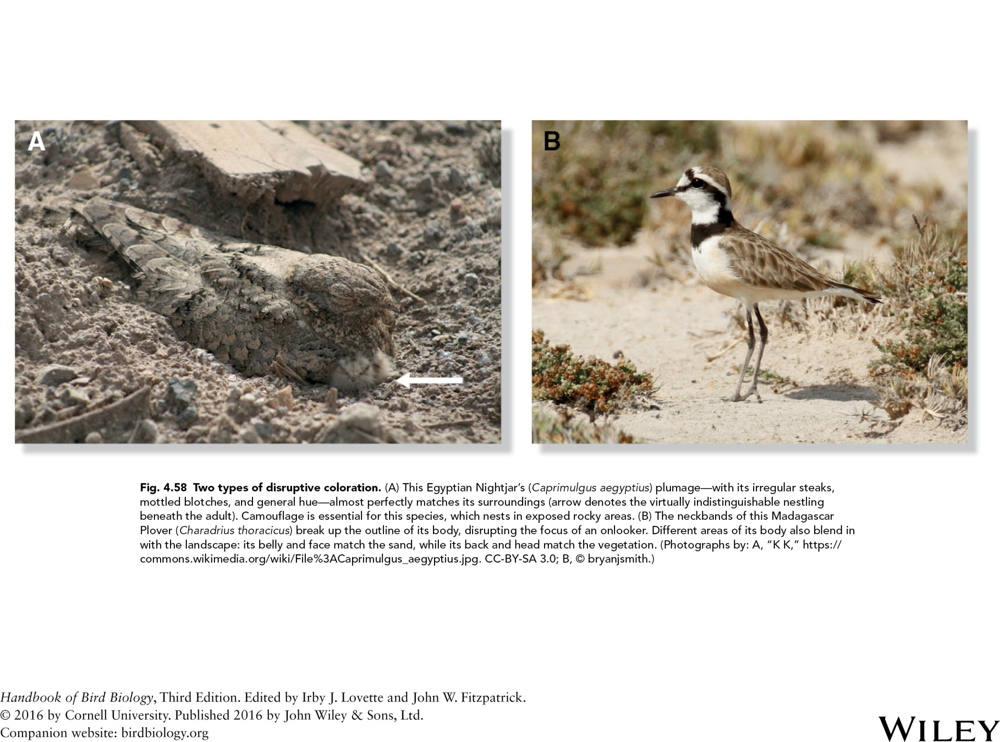 A
B
Fig. 4.58 Two types of disruptive coloration. (A) This Egyptian Nightjar’s (Caprimulgus aegyptius) plumage—with its irregular steaks,
mottled blotches, and general hue—almost perfectly matches its surroundings (arrow denotes the virtually indistinguishable nestling
beneath the adult). Camouflage is essential for this species, which nests in exposed rocky areas. (B) The neckbands of this Madagascar
Plover (Charadrius thoracicus) break up the outline of its body, disrupting the focus of an onlooker. Different areas of its body also blend in
with the landscape: its belly and face match the sand, while its back and head match the vegetation. (Photographs by: A, “K K,” https://
commons.wikimedia.org/wiki/File%3ACaprimulgus_aegyptius.jpg. CC-BY-SA 3.0; B, © bryanjsmith.)
Handbook of Bird Biology, Third Edition. Edited by Irby J. Lovette and John W. Fitzpatrick.
© 2016 by Cornell University. Published 2016 by John Wiley & Sons, Ltd.
Companion website: birdbiology.org
WILEY